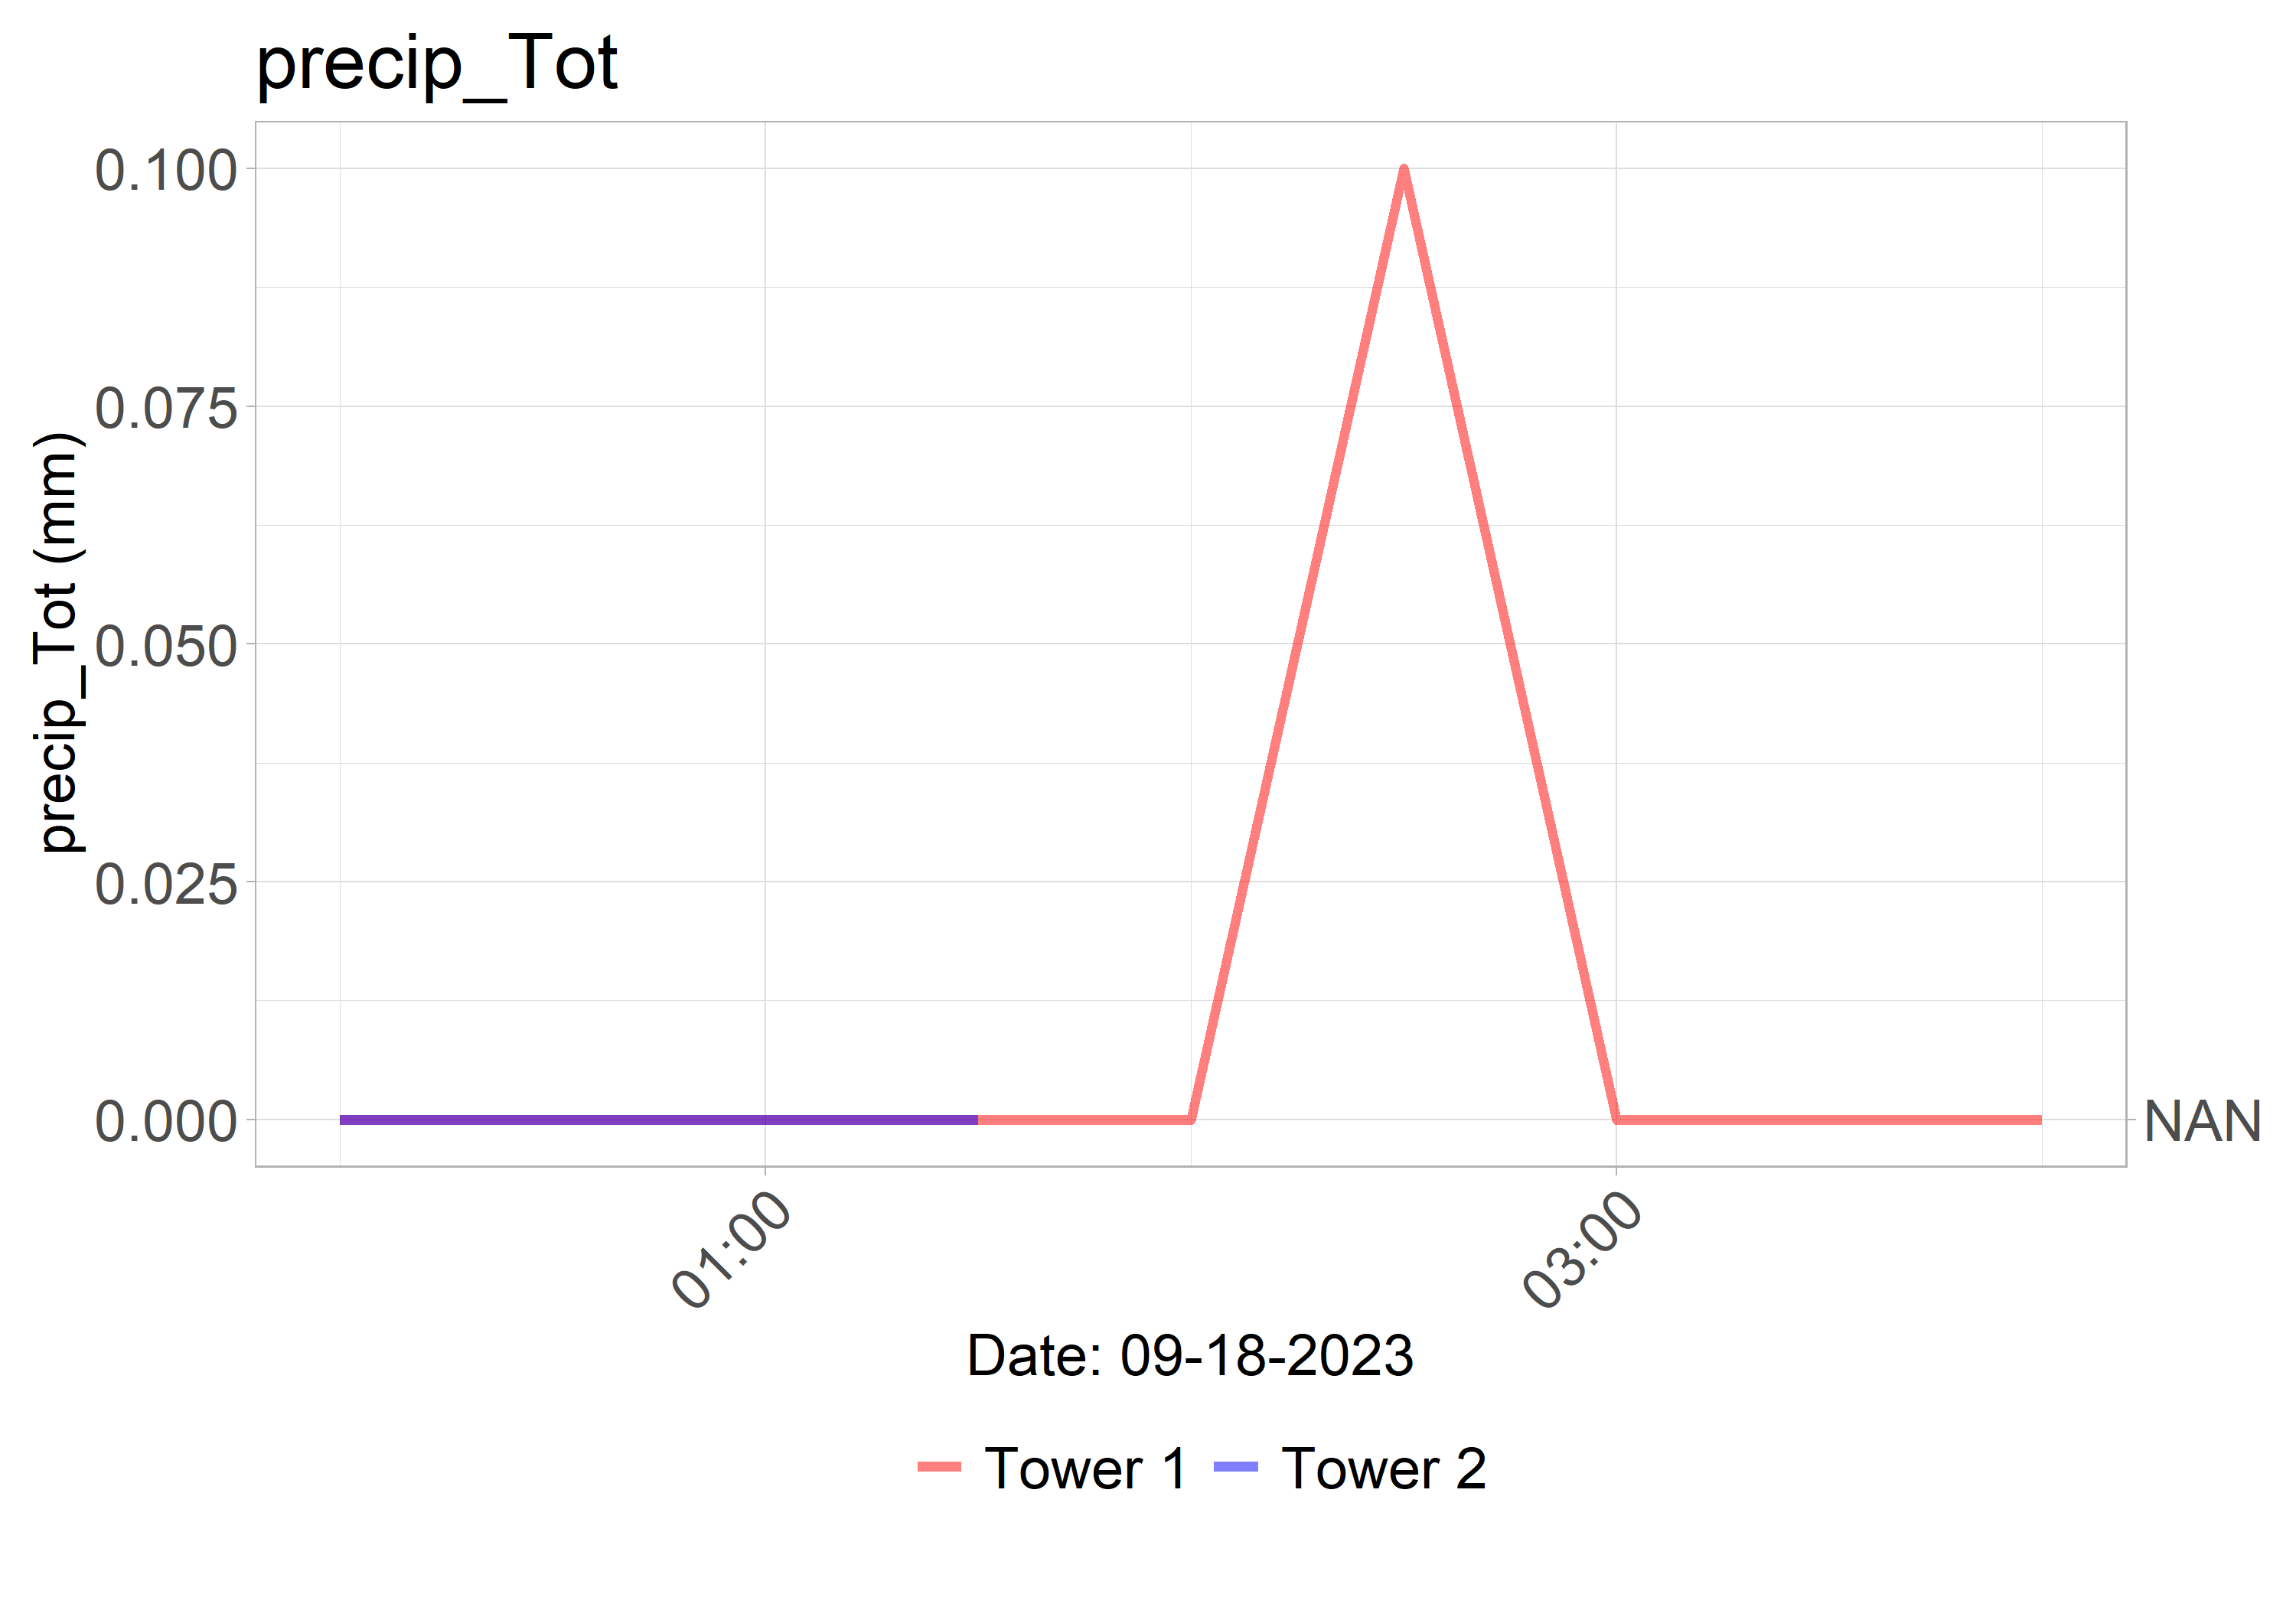 precip_Tot
precip_Tot (mm)
0.100
0.075
0.050
0.025
0.000
NAN
01:00
03:00
Date: 09-18-2023
Tower 1
Tower 2